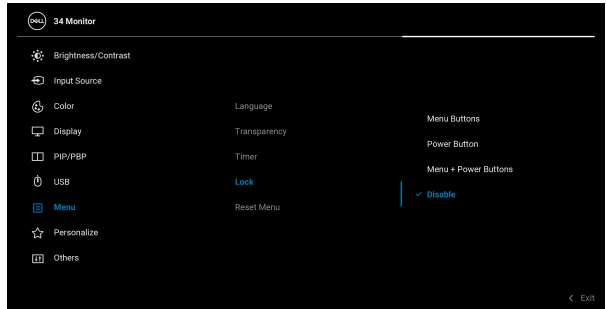 DELL
34 Monitor
Brightness/Contrast
Input Source
Color
Display
PIP/PBP
USB
Menu
Personalize
Others
Language
Transparency
Timer
Lock
Reset Menu
Menu Buttons
Power Button
Menu + Power Buttons
Disable
Exit